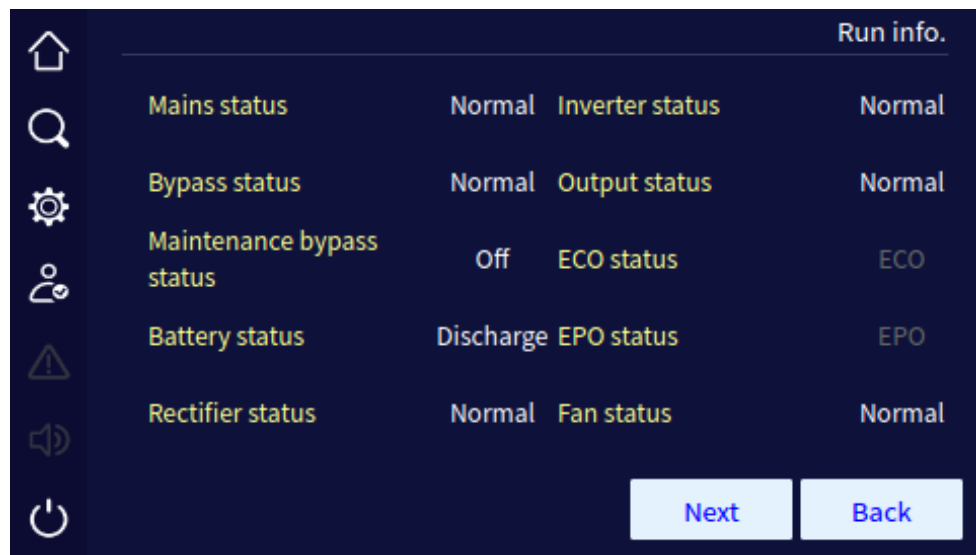 Run info.
Mains status Normal Inverter status Normal
Bypass status Normal Output status Normal
Maintenance bypass
status Off ECO status ECO
Battery status Discharge EPO status EPO
Rectifier status Normal Fan status Normal
Next Back